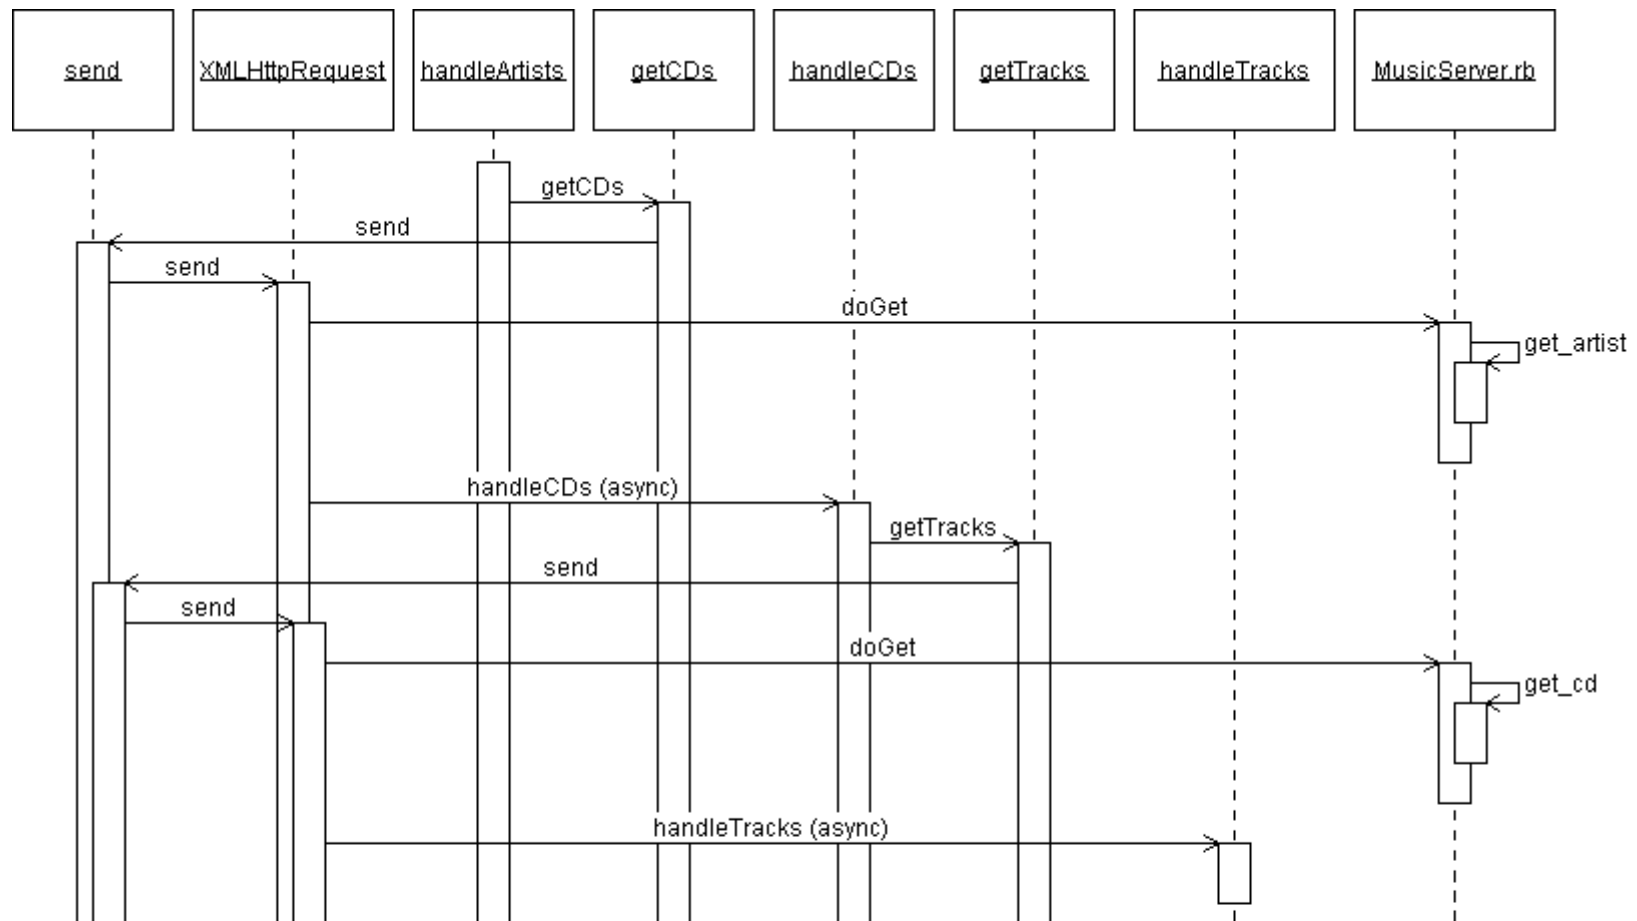 send
XMLHttpRequest
handleArtists
getCDs
handleCDs
getTracks
handleTracks
MusicServer.rb
getCDs
send
send
doGet
get_artist
handleCDs (async)
getTracks
send
send
doGet
get_cd
handleTracks (async)